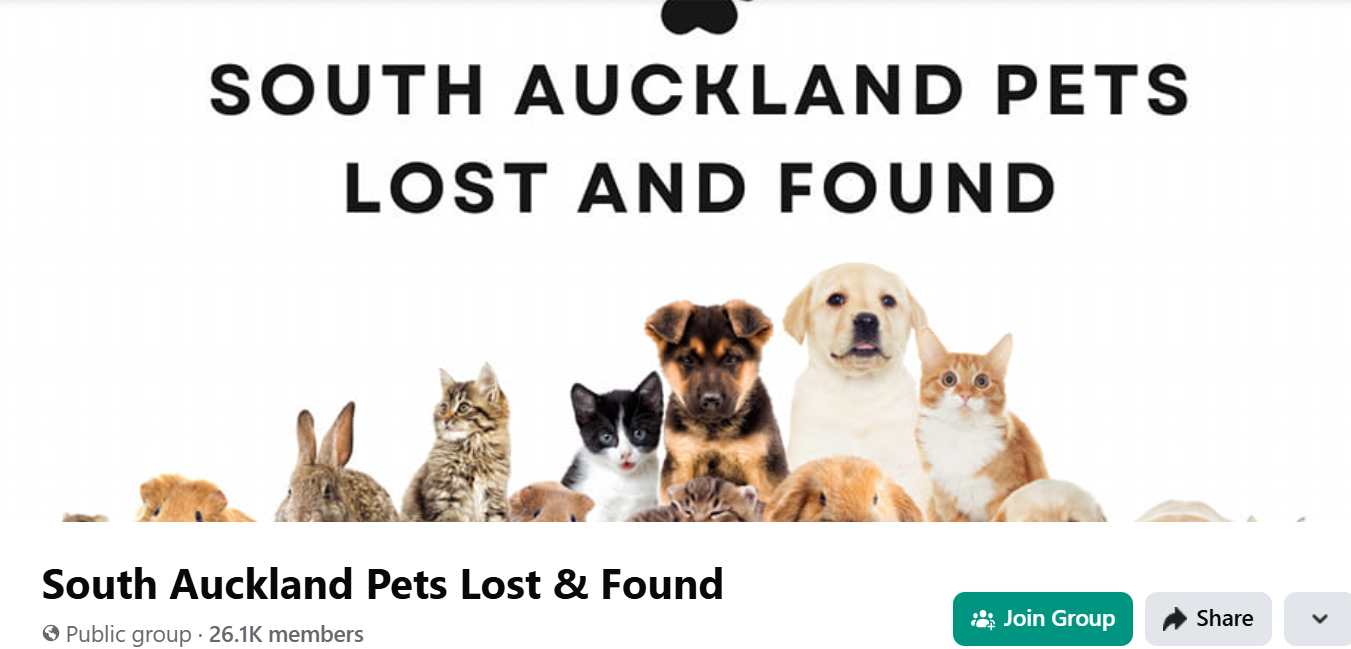 SOUTH AUCKLAND PETS
LOST AND FOUND
South Auckland Pets Lost & Found
Public group · 26.1K members
Join Group
Share